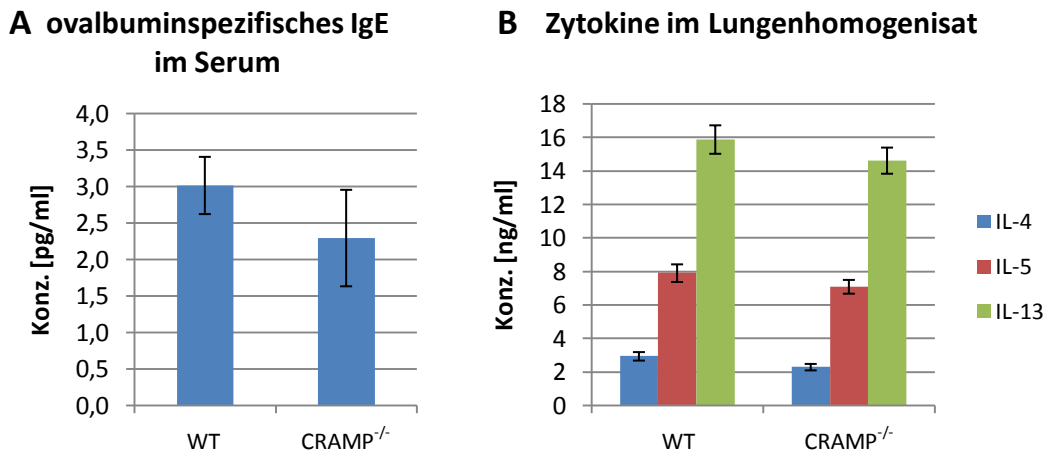 A ovalbuminspezifisches IgE
im Serum
Konz. [pg/ml]
4,0
3,5
3,0
2,5
2,0
1,5
1,0
0,5
0,0
WT
CRAMP-/-
B Zytokine im Lungenhomogenisat
Konz. [ng/ml]
18
16
14
12
10
8
6
4
2
0
WT
CRAMP-/-
IL-4
IL-5
IL-13